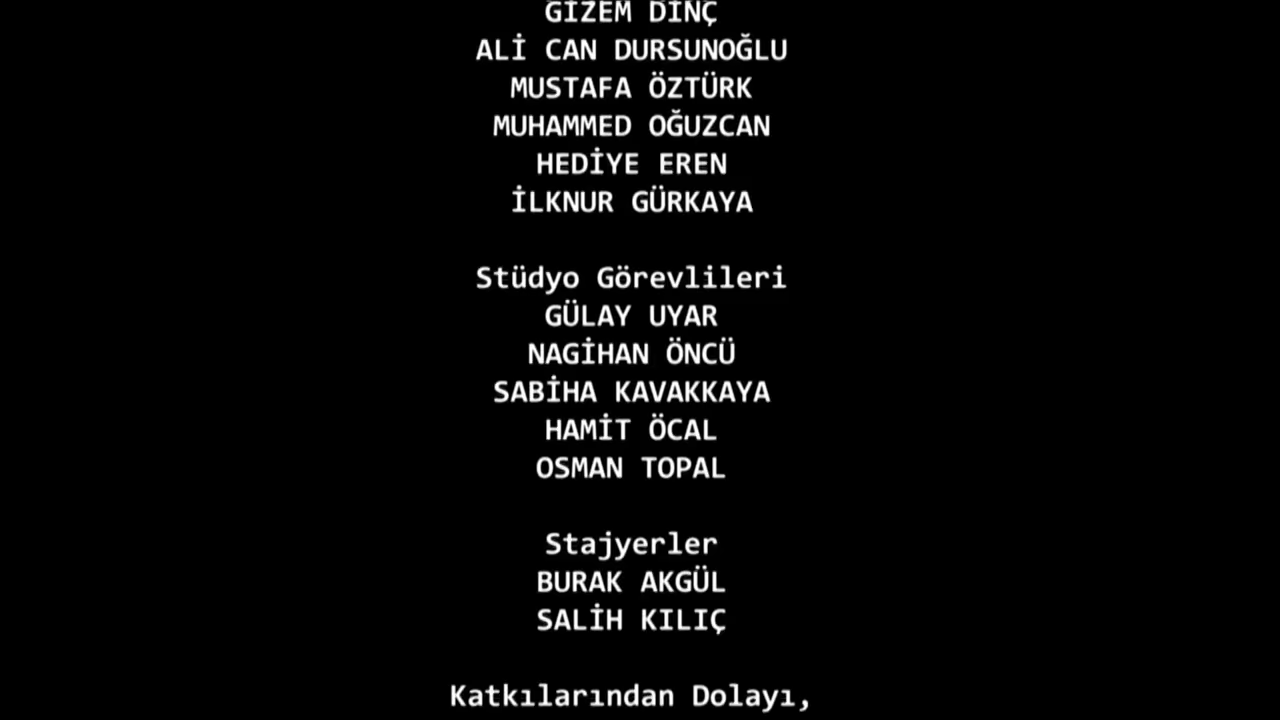 GİZEM DİNÇ
ALİ CAN DURSUNOĞLU
MUSTAFA ÖZTÜRK
MUHAMMED OĞUZCAN
HEDİYE EREN
İLKNUR GÜRKAYA
Stüdyo Görevlileri
GÜLAY UYAR
NAGİHAN ÖNCÜ
SABİHA KAVAKKAYA
HAMİT ÖCAL
OSMAN TOPAL
Stajyerler
BURAK AKGÜL
SALİH KILIÇ
Katkılarından Dolayı,